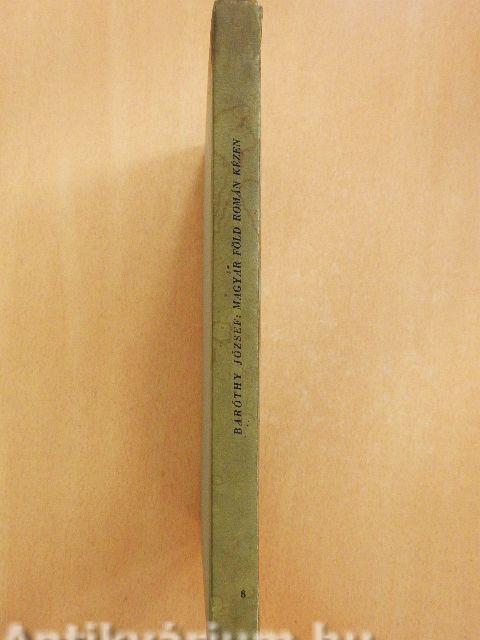 BARÓTHY JÓZSEF: MAGYAR FÖLD ROMÁN KÉZEN
8
Antikvárium.hu